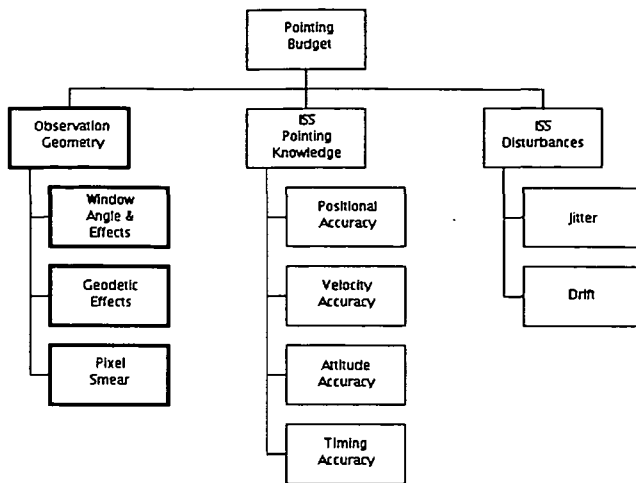 Pointing
Budget
Observation
Geometry
ISS
Pointing
Knowledge
ISS
Disturbances
Window
Angle &
Effects
Geodetic
Effects
Pixel
Smear
Positional
Accuracy
Velocity
Accuracy
Attitude
Accuracy
Timing
Accuracy
Jitter
Drift